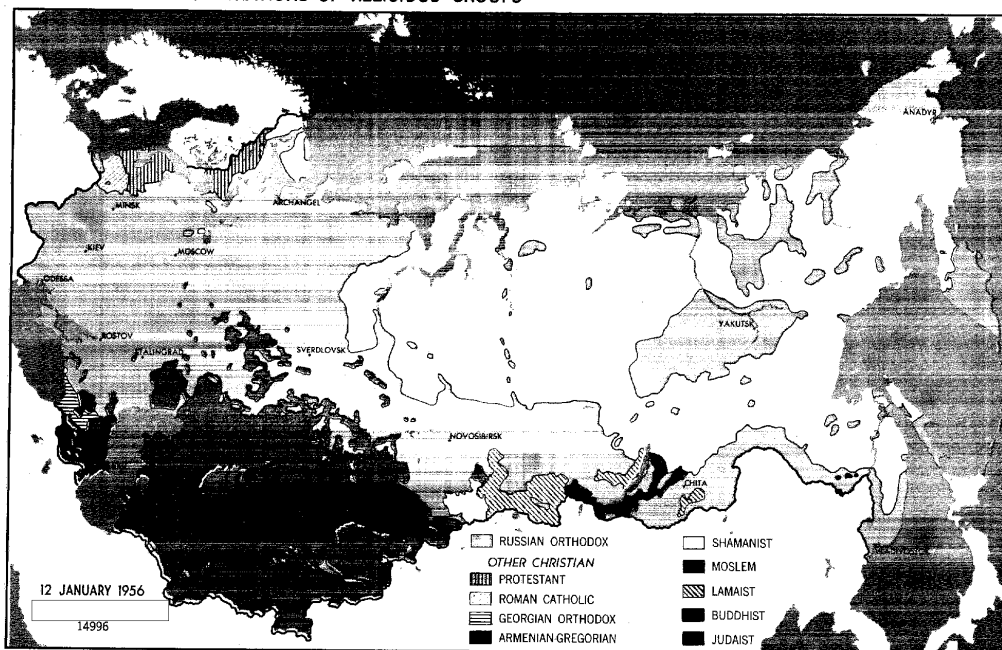 OF RELIGIOUS GROUPS
ANADYR
MINSK
ARCHANGEL
KIEV
MOSCOW
ODESSA
ROSTOV
STALINGRAD
SVERDLOVSK
YAKUTSK
NOVOSIBIRSK
CHITA
RUSSIAN ORTHODOX
OTHER CHRISTIAN
PROTESTANT
ROMAN CATHOLIC
GEORGIAN ORTHODOX
ARMENIAN-GREGORIAN
SHAMANIST
MOSLEM
LAMAIST
BUDDHIST
JUDAIST
12 JANUARY 1956
14996